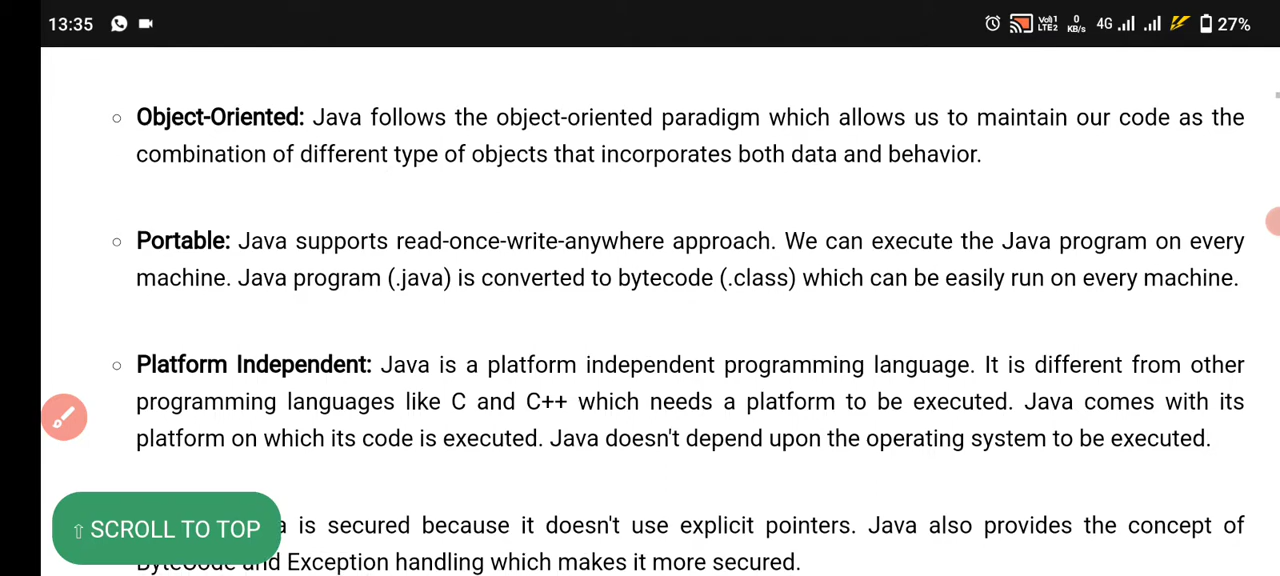 13:35 Vo)) 1 LTE2 0 KB/s 4G 27%
Object-Oriented: Java follows the object-oriented paradigm which allows us to maintain our code as the
combination of different type of objects that incorporates both data and behavior.
Portable: Java supports read-once-write-anywhere approach. We can execute the Java program on every
machine. Java program (.java) is converted to bytecode (.class) which can be easily run on every machine.
Platform Independent: Java is a platform independent programming language. It is different from other
programming languages like C and C++ which needs a platform to be executed. Java comes with its
platform on which its code is executed. Java doesn't depend upon the operating system to be executed.
⇧ SCROLL TO TOP
a is secured because it doesn't use explicit pointers. Java also provides the concept of
ByteCode and Exception handling which makes it more secured.